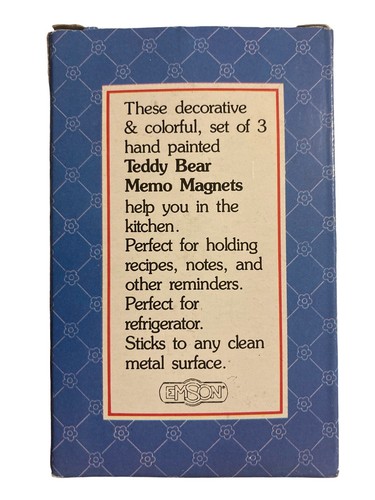 These decorative
& colorful, set of 3
hand painted
Teddy Bear
Memo Magnets
help you in the
kitchen.
Perfect for holding
recipes, notes, and
other reminders.
Perfect for
refrigerator.
Sticks to any clean
metal surface.
EMSON